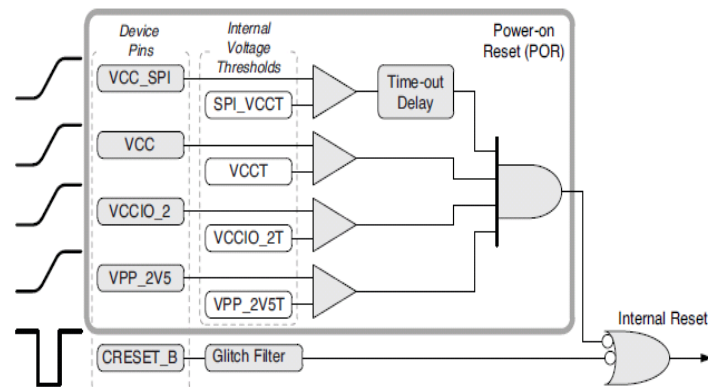 Device
Pins
Internal
Voltage
Thresholds
Power-on
Reset (POR)
VCC_SPI
SPI_VCCT
Time-out
Delay
VCC
VCCT
VCCIO_2
VCCIO_2T
VPP_2V5
VPP_2V5T
Internal Reset
CRESET_B
Glitch Filter